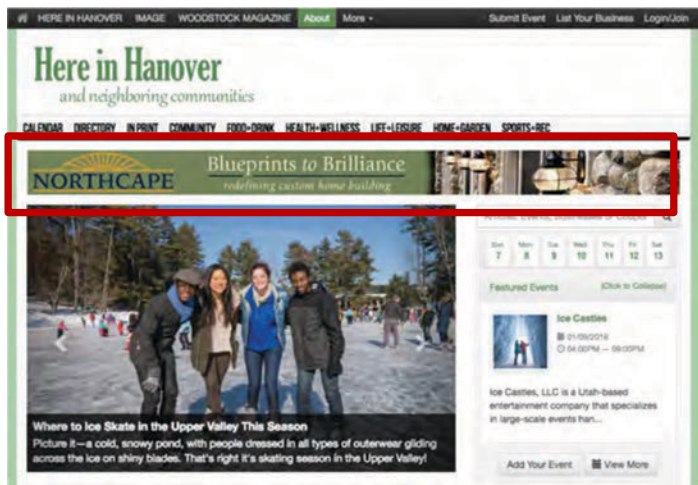 HERE IN HANOVER IMAGE WOODSTOCK MAGAZINE About More Submit Event List Your Business Login/Join
Here in Hanover
and neighboring communities
CALENDAR DIRECTORY IN PRINT COMMUNITY FOOD+DRINK HEALTH+WELLNESS LIFE+LEISURE HOME+GARDEN SPORTS+REC
NORTHCAPE
Blueprints to Brilliance
redefining custom home building
Sun Mon Tue Wed Thu Fri Sat
7 8 9 10 11 12 13
Featured Events (Click to Collapse)
Ice Castles
01/09/2016
04:00PM — 09:00PM
Ice Castles, LLC is a Utah-based
entertainment company that specializes
in large-scale events han...
Add Your Event View More
Where to Ice Skate in the Upper Valley This Season
Picture it—a cold, snowy pond, with people dressed in all types of outerwear gliding
across the ice on shiny blades. That's right it's skating season in the Upper Valley!